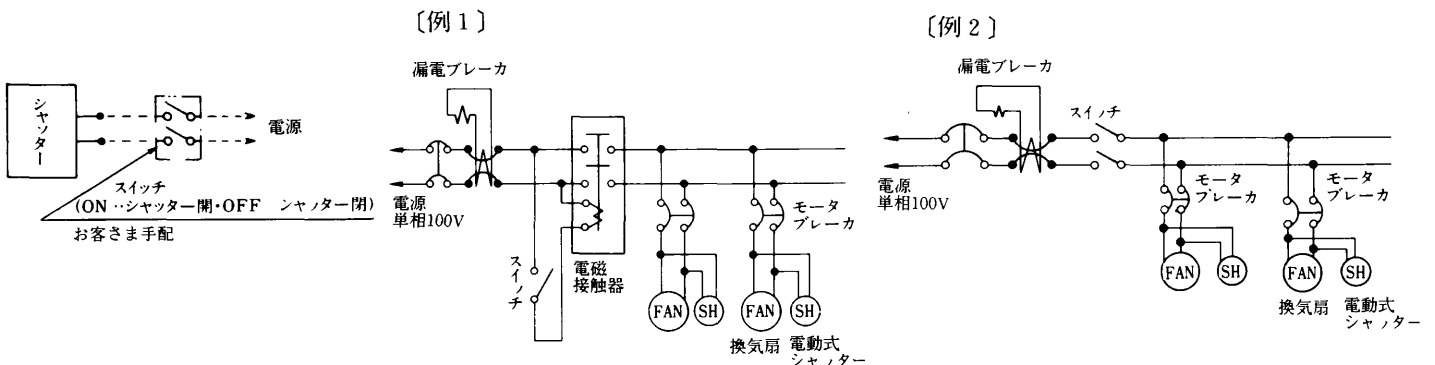 シャッター
電源
スイッチ
(ON‥シャッター開・OFF シャッター閉)
お客さま手配
〔例1〕
漏電ブレーカ
電源
単相100V
スイッチ
電磁
接触器
モータ
ブレーカ
FAN
SH
FAN
SH
換気扇
電動式
シャッター
〔例2〕
漏電ブレーカ
スイッチ
電源
単相100V
モータ
ブレーカ
モータ
ブレーカ
FAN
SH
FAN
SH
換気扇
電動式
シャッター